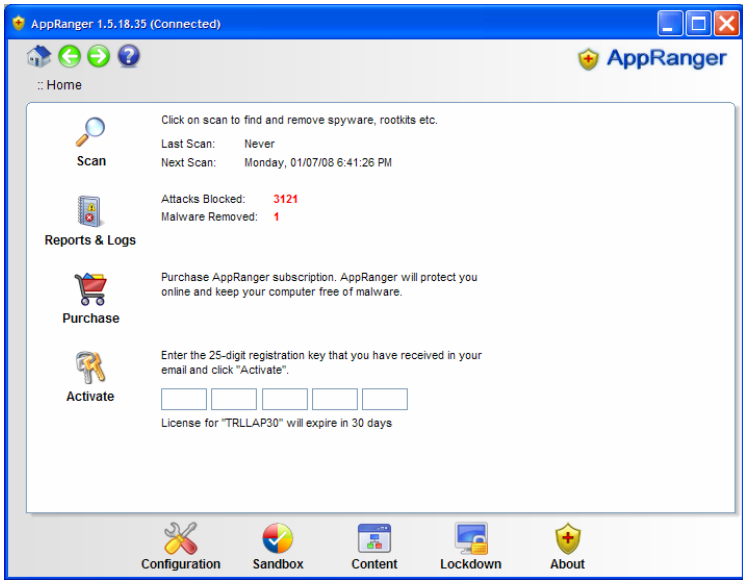 AppRanger 1.5.18.35 (Connected)
AppRanger
:: Home
Click on scan to find and remove spyware, rootkits etc.
Last Scan: Never
Next Scan: Monday, 01/07/08 6:41:26 PM
Scan
Attacks Blocked: 3121
Malware Removed: 1
Reports & Logs
Purchase AppRanger subscription. AppRanger will protect you
online and keep your computer free of malware.
Purchase
Enter the 25-digit registration key that you have received in your
email and click "Activate".
Activate
License for "TRLLAP30" will expire in 30 days
Configuration Sandbox Content Lockdown About